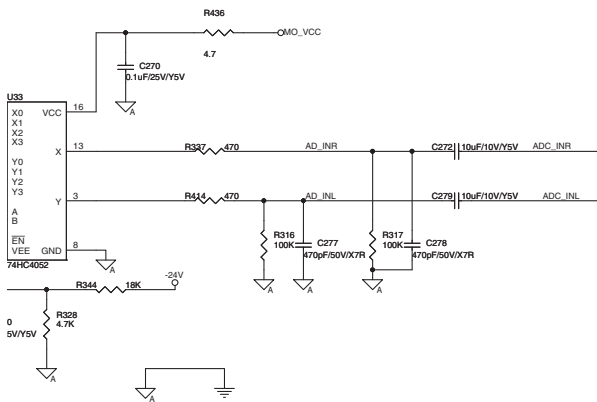 R436
MO_VCC
4.7
C270
0.1uF/25V/Y5V
A
U33
X0 VCC 16
X1
X2
X3 X 13 R337 470 AD_INR C272 10uF/10V/Y5V ADC_INR
Y0
Y1
Y2
Y3 Y 3 R414 470 AD_INL C279 10uF/10V/Y5V ADC_INL
A
B
EN
VEE GND 8
74HC4052
A
R316
100K
C277
470pF/50V/X7R
R317
100K
C278
470pF/50V/X7R
A
A
A
-24V
R344 18K
0
5V/Y5V
R328
4.7K
A
A